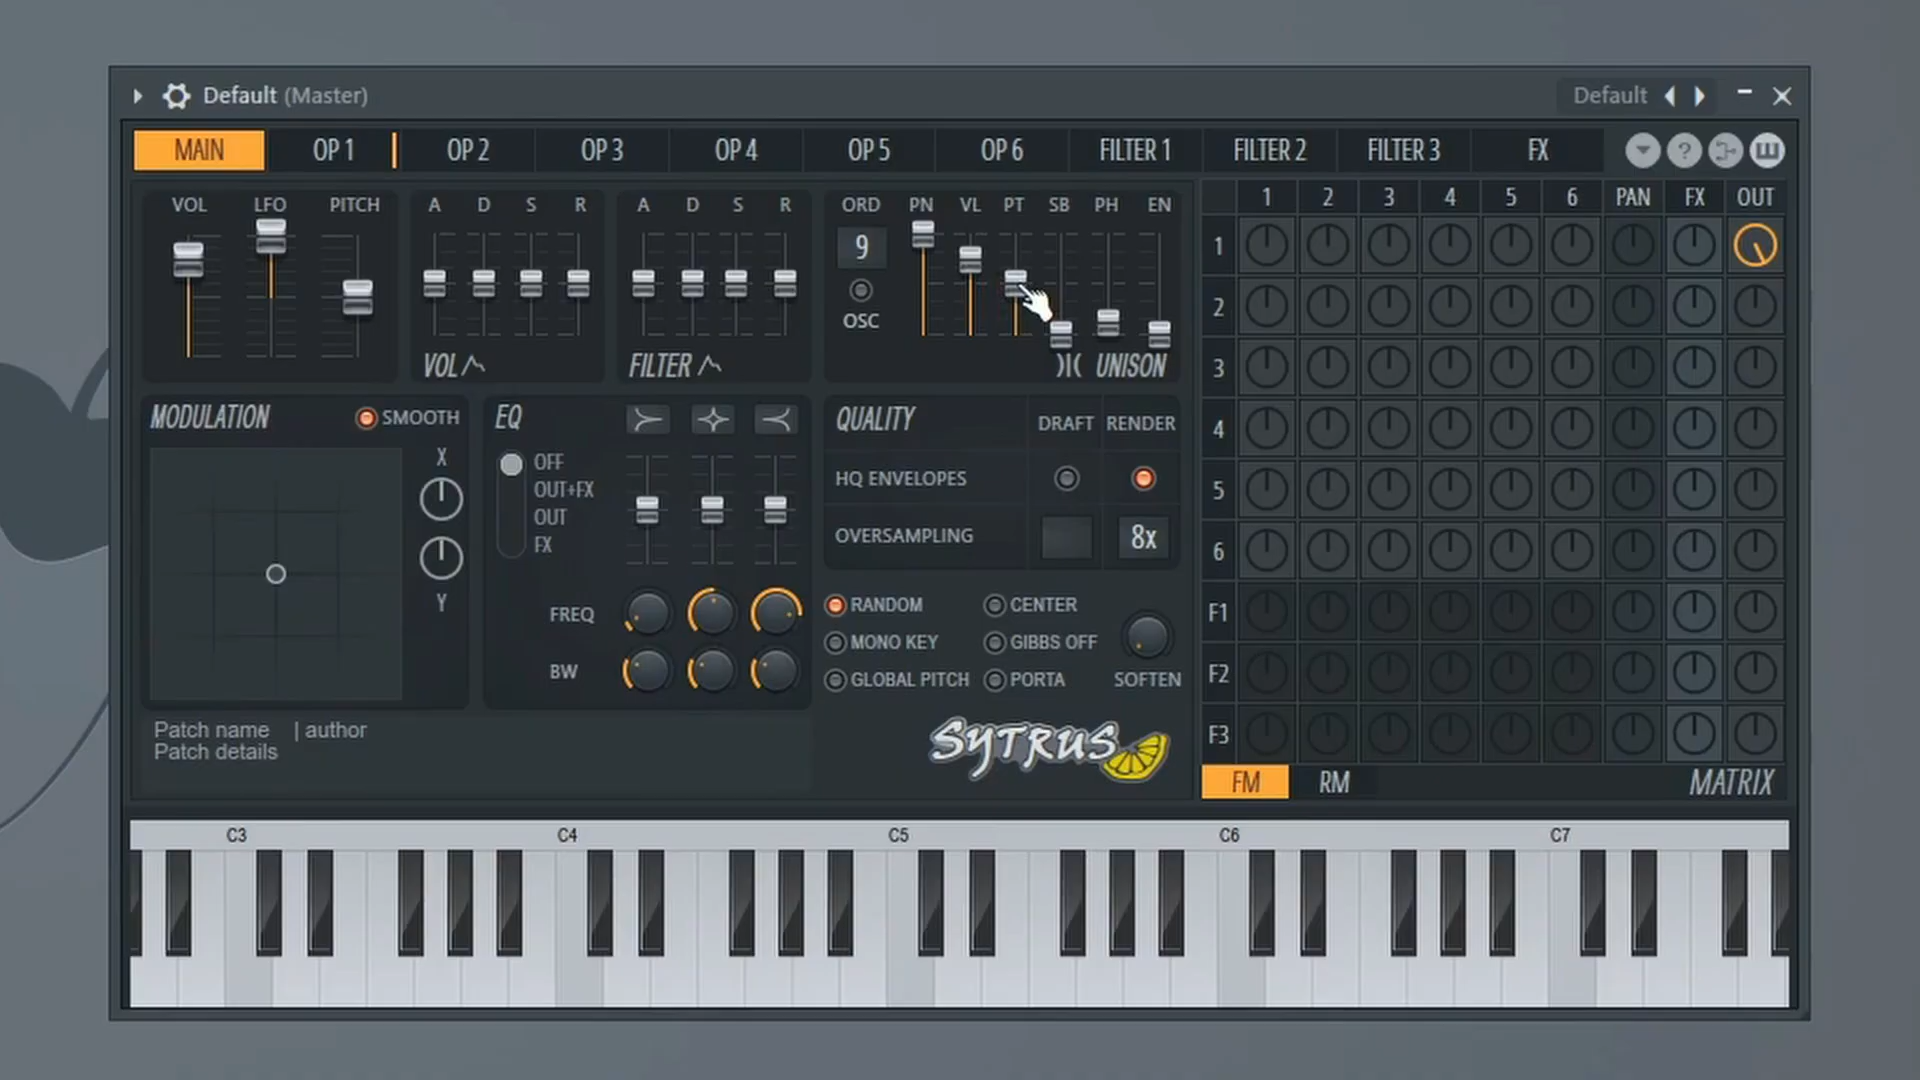 Default (Master)
Default
MAIN OP 1 OP 2 OP 3 OP 4 OP 5 OP 6 FILTER 1 FILTER 2 FILTER 3 FX
?
VOL LFO PITCH A D S R A D S R ORD PN VL PT SB PH EN
9
OSC
VOL FILTER UNISON
1 2 3 4 5 6 PAN FX OUT
1
2
3
4
5
6
F1
F2
F3
MODULATION SMOOTH
X
Y
EQ
OFF
OUT+FX
OUT
FX
FREQ
BW
QUALITY DRAFT RENDER
HQ ENVELOPES
OVERSAMPLING 8x
RANDOM CENTER
MONO KEY GIBBS OFF
GLOBAL PITCH PORTA SOFTEN
Patch name | author
Patch details
SYTRUS
FM RM MATRIX
C3 C4 C5 C6 C7